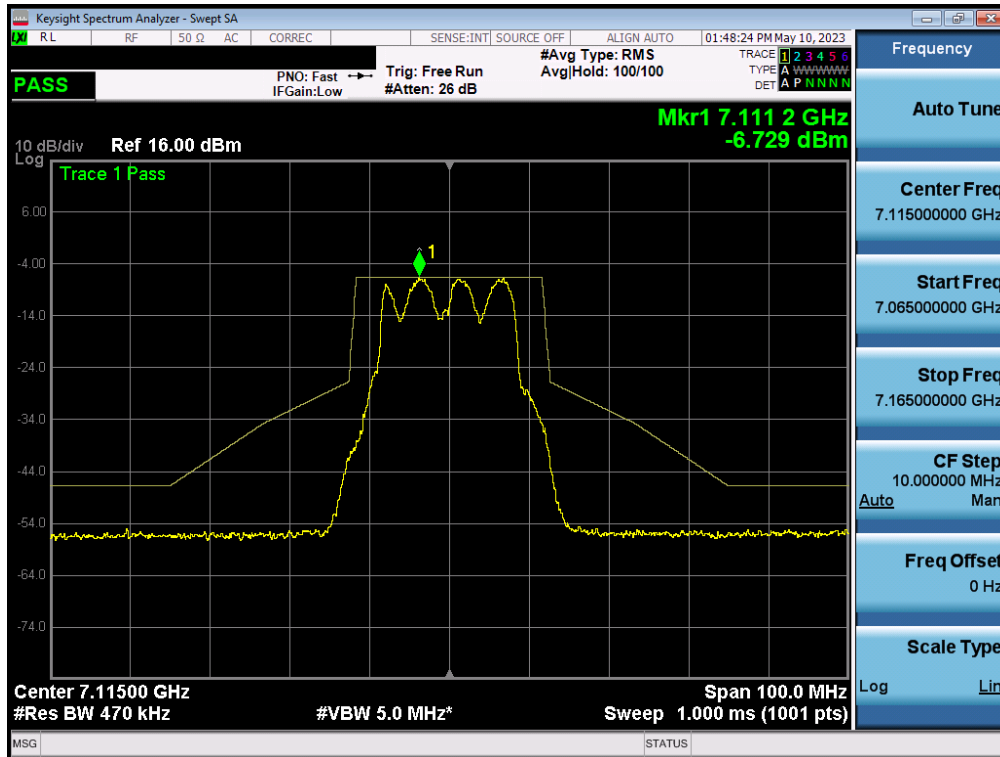 Keysight Spectrum Analyzer - Swept SA
LXI RL RF 50 Ω AC CORREC SENSE:INT SOURCE OFF ALIGN AUTO 01:48:24 PM May 10, 2023
PASS
PNO: Fast
IFGain:Low
Trig: Free Run
#Atten: 26 dB
#Avg Type: RMS
Avg|Hold: 100/100
TRACE 1 2 3 4 5 6
TYPE A WWWWW
DET A P N N N N
Mkr1 7.111 2 GHz
-6.729 dBm
10 dB/div Ref 16.00 dBm
Log
Trace 1 Pass
1
6.00
-4.00
-14.0
-24.0
-34.0
-44.0
-54.0
-64.0
-74.0
Center 7.11500 GHz Span 100.0 MHz
#Res BW 470 kHz #VBW 5.0 MHz* Sweep 1.000 ms (1001 pts)
MSG STATUS
Frequency
Auto Tune
Center Freq
7.115000000 GHz
Start Freq
7.065000000 GHz
Stop Freq
7.165000000 GHz
CF Step
10.000000 MHz
Auto Man
Freq Offset
0 Hz
Scale Type
Log Lin